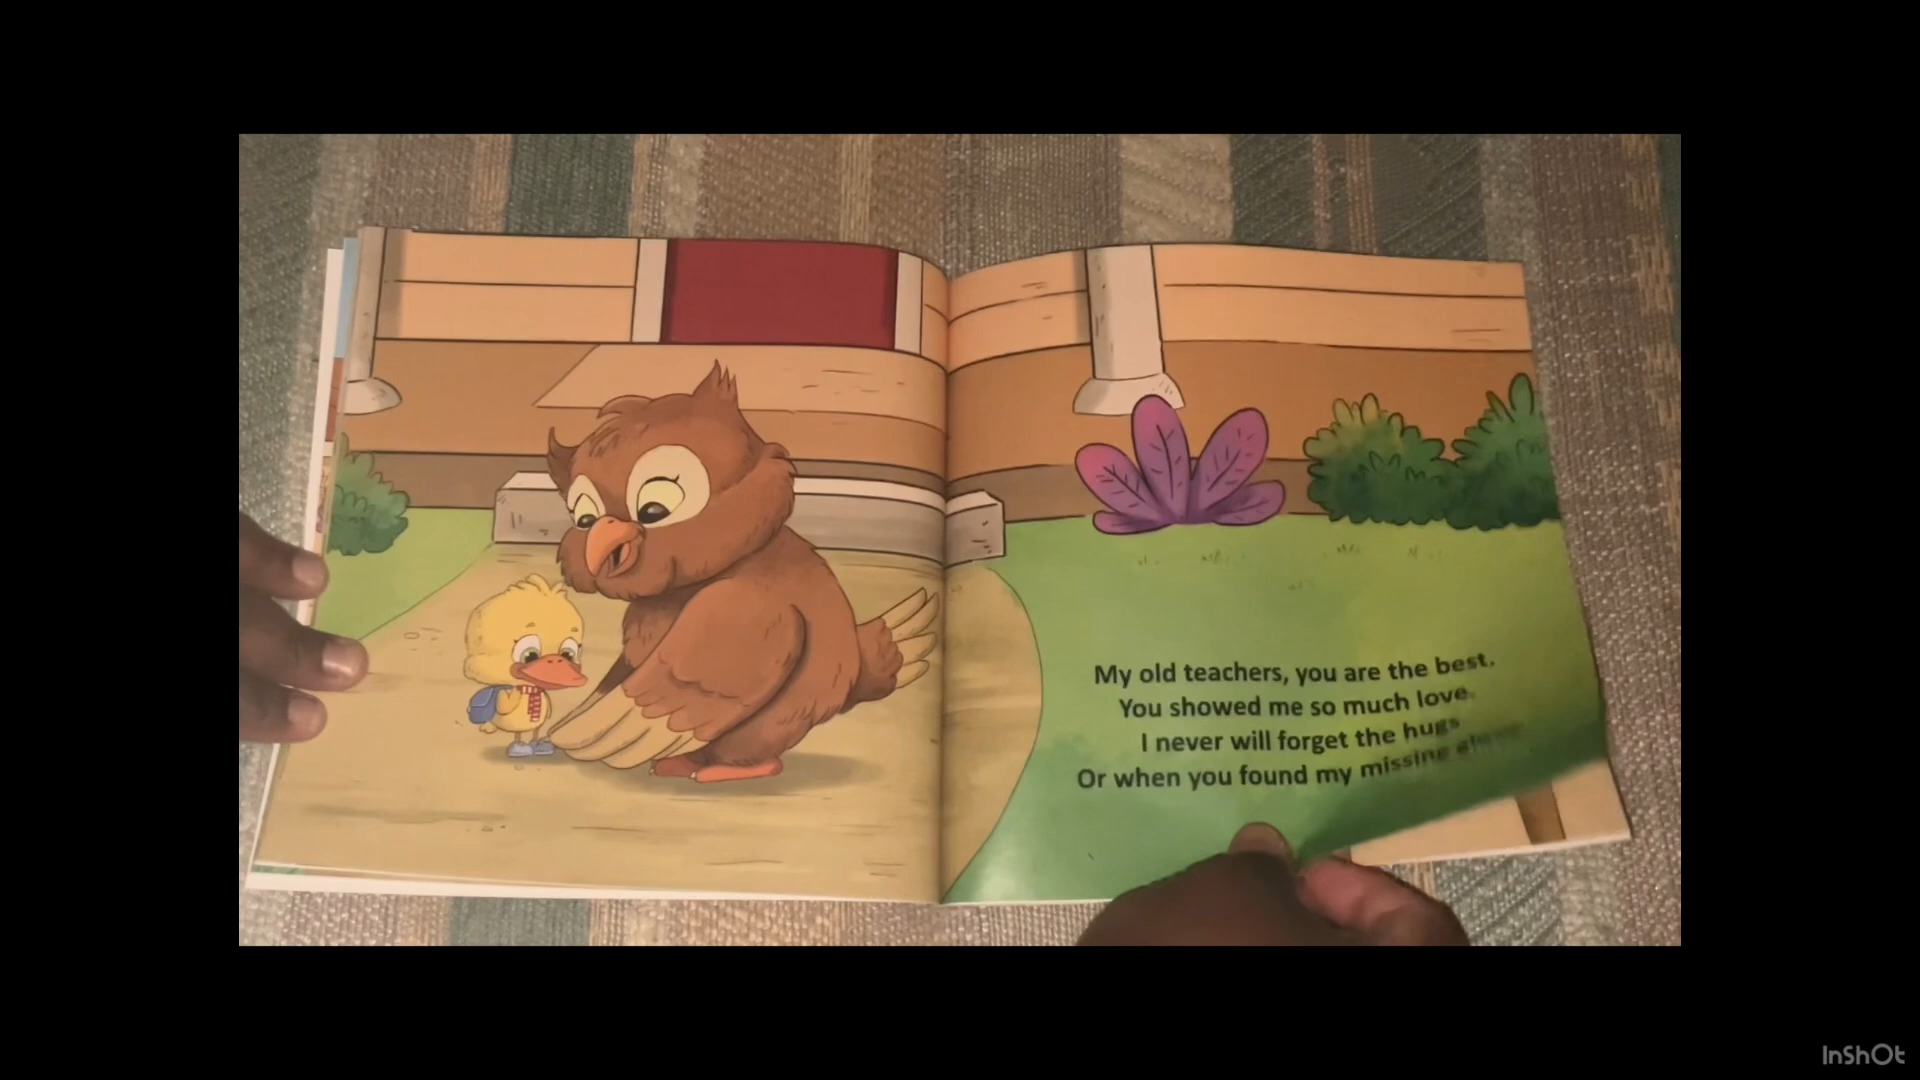 My old teachers, you are the best.
You showed me so much love.
I never will forget the hugs
Or when you found my missing
InShOt